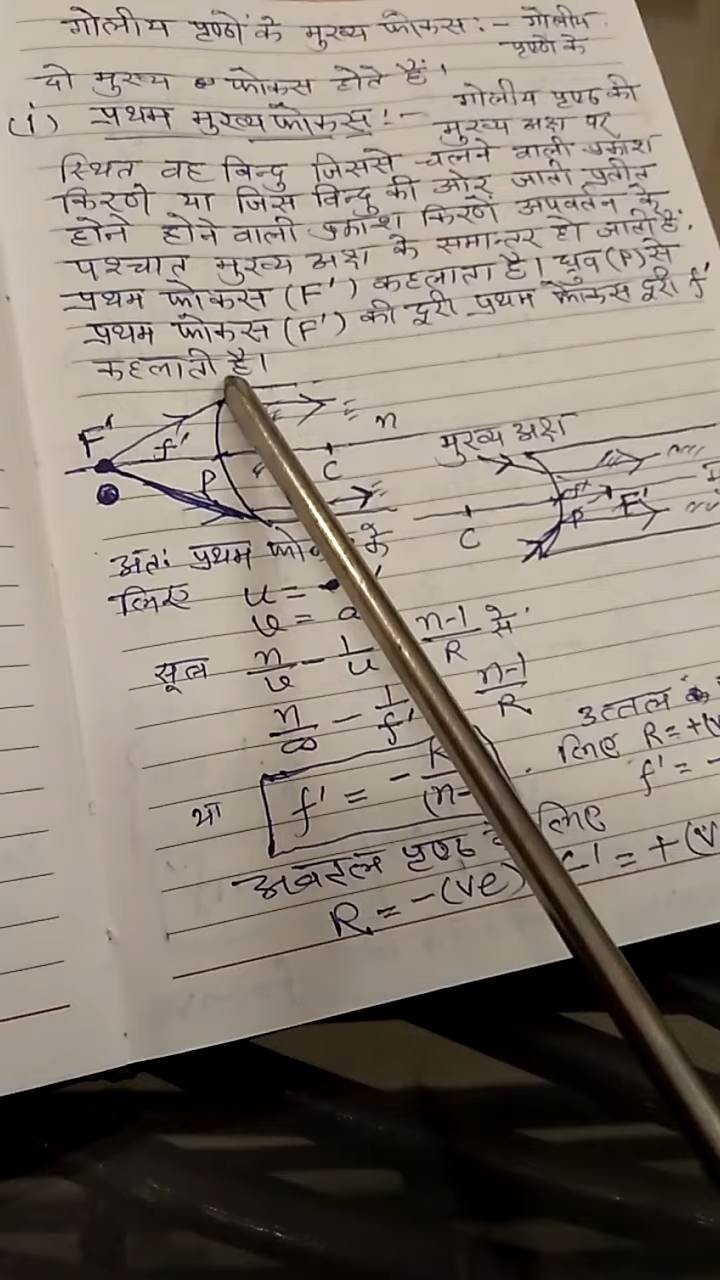 गोलीय पृष्ठों के मुख्य फोकस :- गोलीय
पृष्ठों के
दो मुख्य फोकस होते हैं।
(i) प्रथम मुख्य फोकस :- गोलीय पृष्ठ की
मुख्य अक्ष पर
स्थित वह बिन्दु जिससे चलने वाली प्रकाश
किरणे या जिस बिन्दु की ओर जाती प्रतीत
होने होने वाली प्रकाश किरणें अपवर्तन के
पश्चात मुख्य अक्ष के समान्तर हो जाती हैं,
प्रथम फोकस (F') कहलाता है। ध्रुव (P) से
प्रथम फोकस (F') की दूरी प्रथम फोकस दूरी f'
कहलाती है।
F' f' P C n
मुख्य अक्ष
C P F'
अतः प्रथम के
लिए u =
v =
सूत्र n/v - 1/u n-1/R से
n/∞ - 1/f' n-1/R
या f' = - R/(n-
उत्तल
लिए R = +(v
f' = -
अवतल पृष्ठ के लिए
R = -(ve) f' = +(v